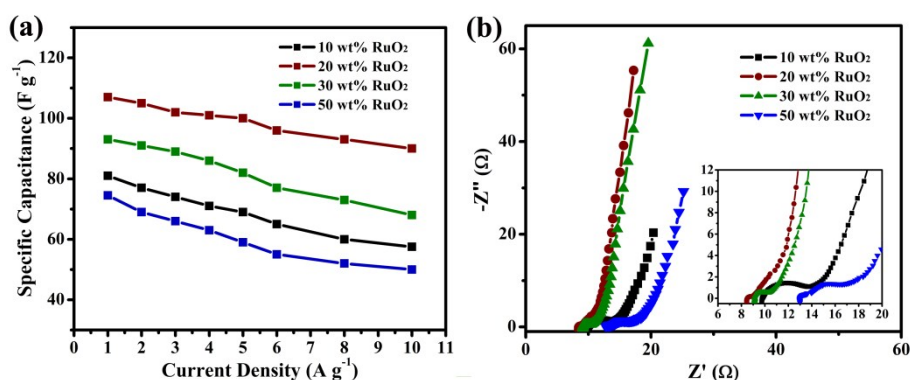 (a)
Specific Capacitance (F g⁻¹)
120
100
80
60
40
10 wt% RuO₂
20 wt% RuO₂
30 wt% RuO₂
50 wt% RuO₂
0 1 2 3 4 5 6 7 8 9 10 11
Current Density (A g⁻¹)
(b)
-Z'' (Ω)
60
40
20
0
10 wt% RuO₂
20 wt% RuO₂
30 wt% RuO₂
50 wt% RuO₂
12
10
8
6
4
2
0
8 10 12 14 16 18 20
0 20 40 60
Z' (Ω)